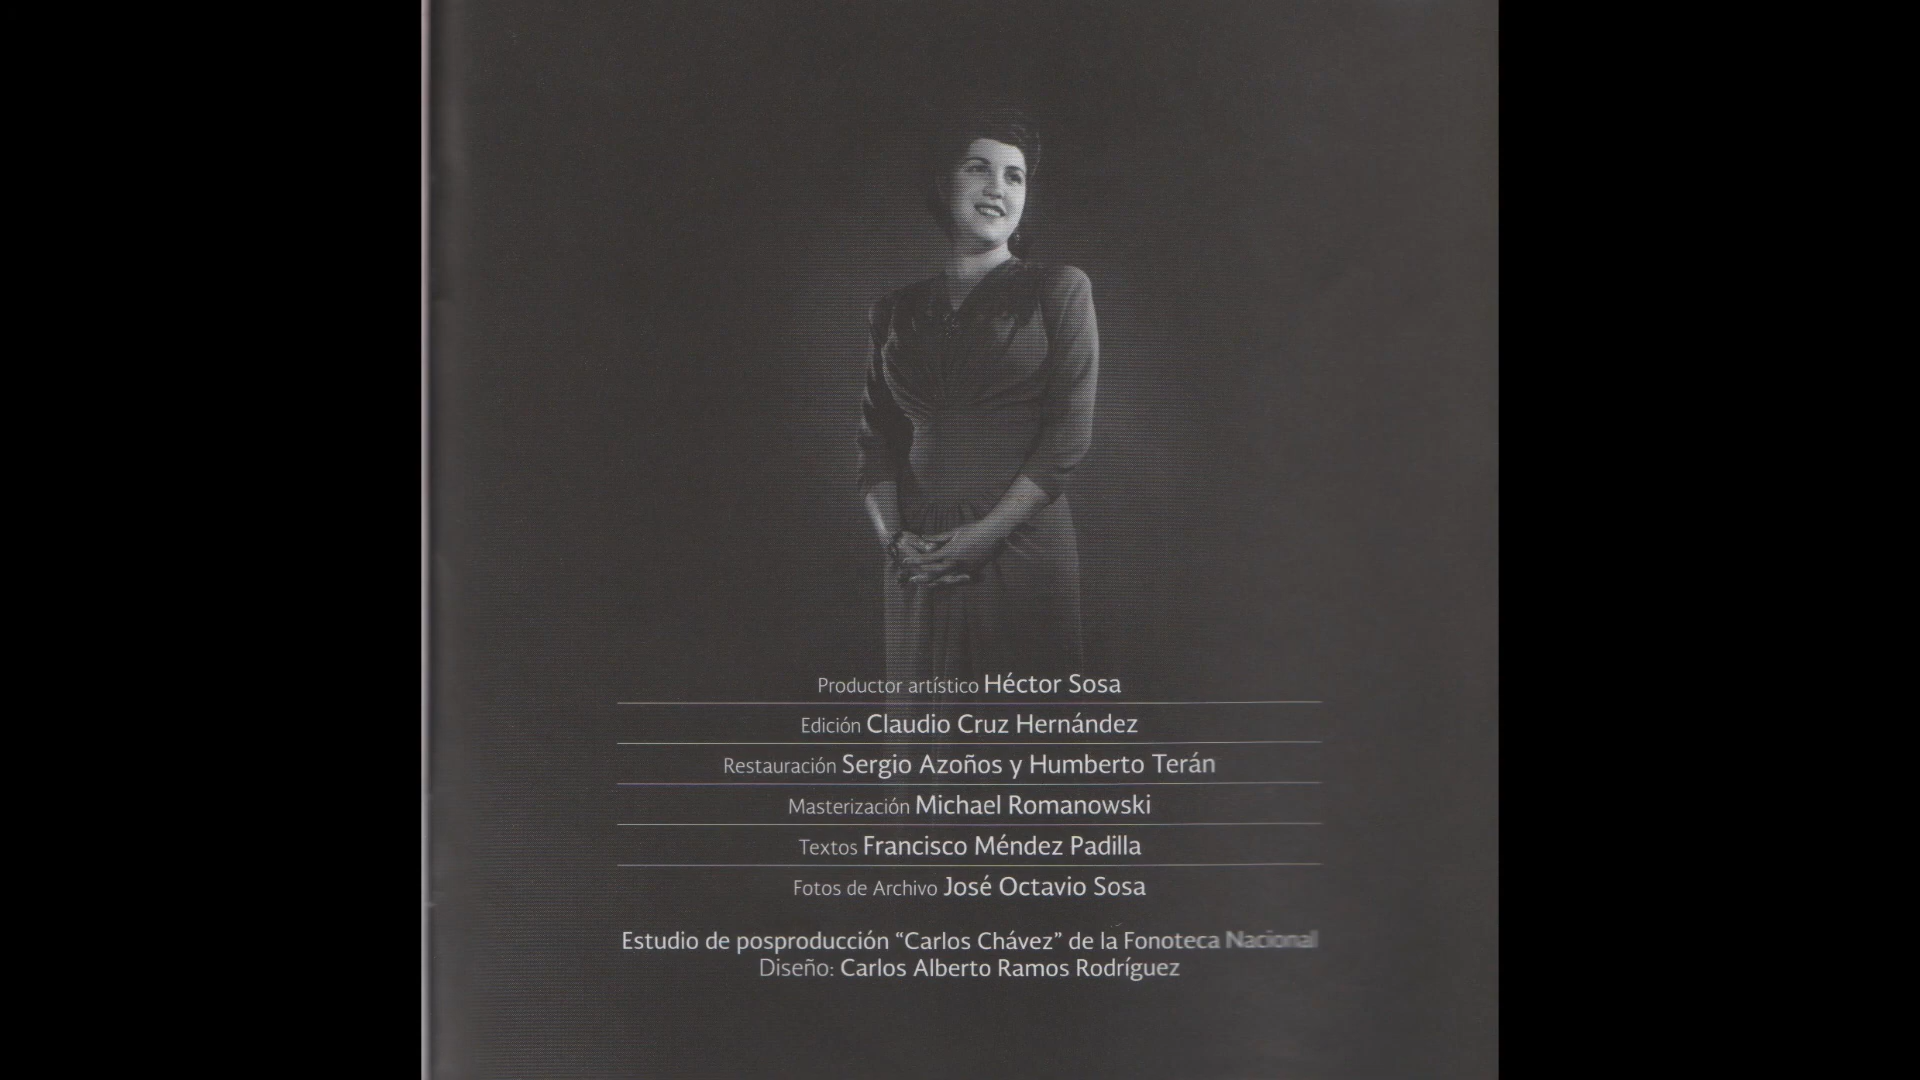 Productor artístico Héctor Sosa
Edición Claudio Cruz Hernández
Restauración Sergio Azoños y Humberto Terán
Masterización Michael Romanowski
Textos Francisco Méndez Padilla
Fotos de Archivo José Octavio Sosa
Estudio de posproducción “Carlos Chávez” de la Fonoteca Nacional
Diseño: Carlos Alberto Ramos Rodríguez